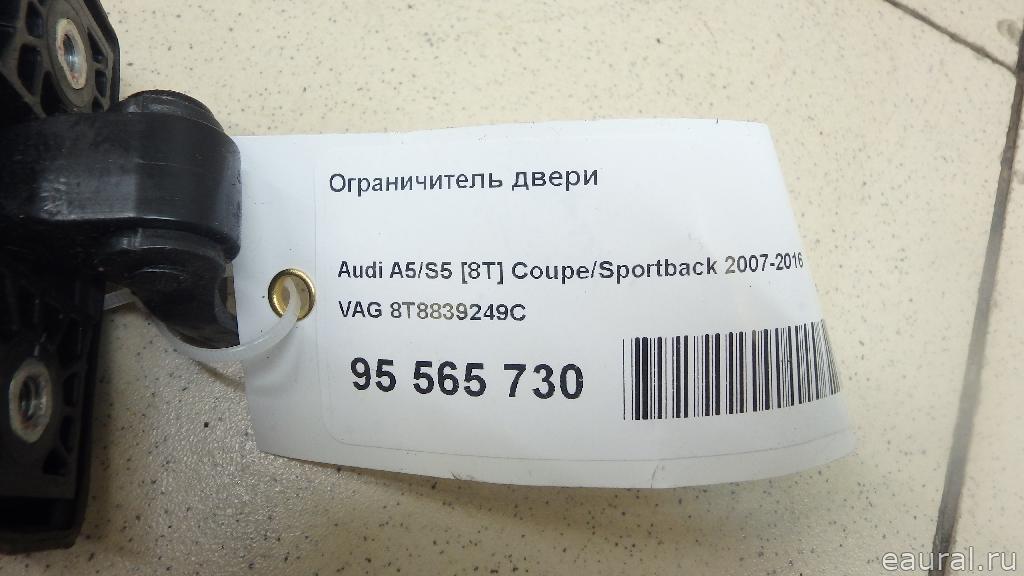 Ограничитель двери
Audi A5/S5 [8T] Coupe/Sportback 2007-2016
VAG 8T8839249C
95 565 730
eaural.ru